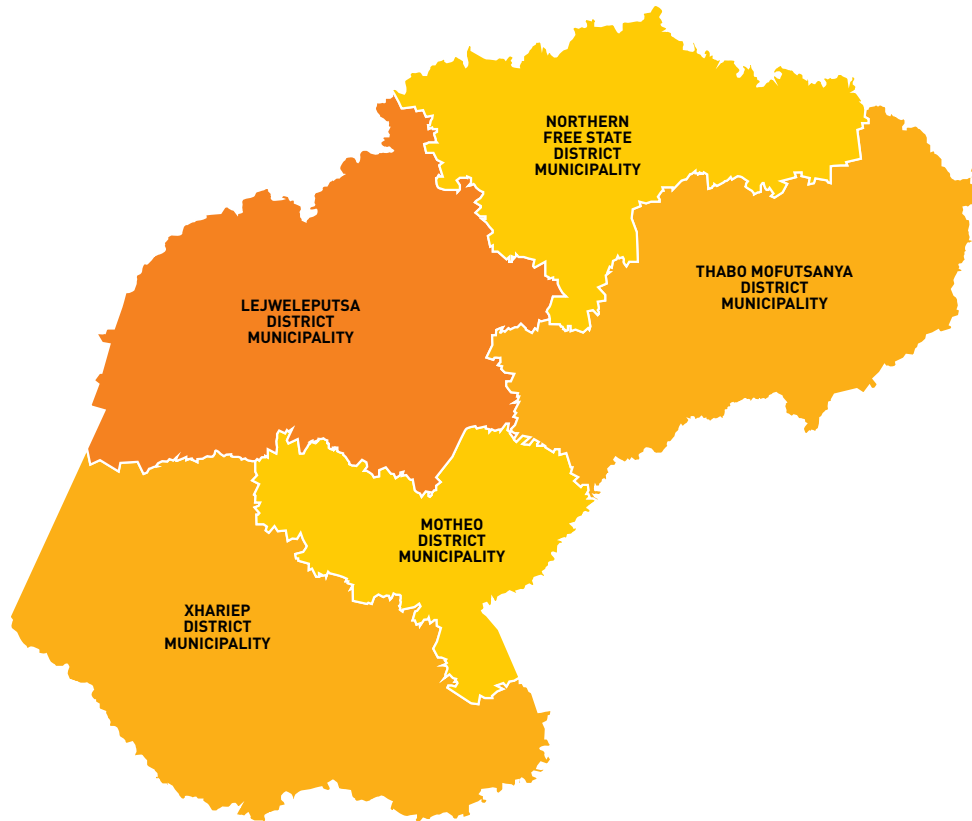 NORTHERN
FREE STATE
DISTRICT
MUNICIPALITY
THABO MOFUTSANYA
DISTRICT
MUNICIPALITY
LEJWELEPUTSA
DISTRICT
MUNICIPALITY
MOTHEO
DISTRICT
MUNICIPALITY
XHARIEP
DISTRICT
MUNICIPALITY